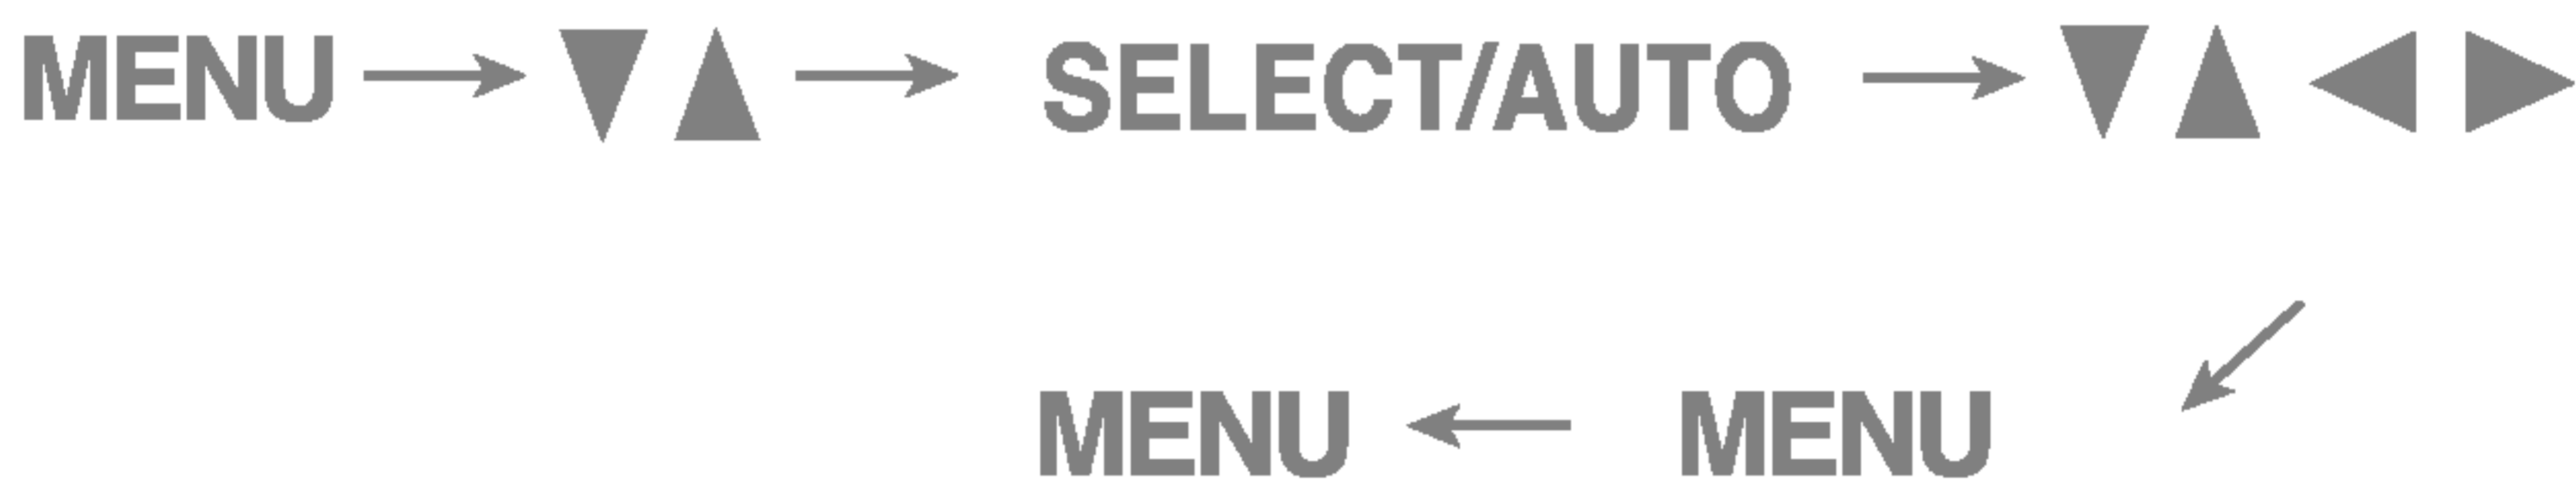 MENU → ▼ ▲ → SELECT/AUTO → ▼ ▲ ◀ ▶
MENU ← MENU